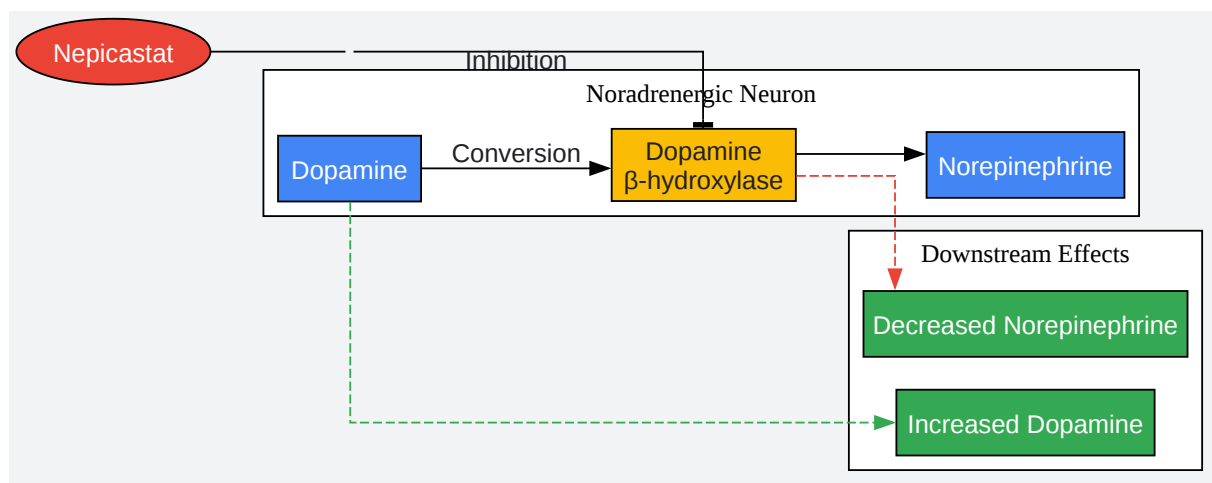 Nepicastat
Inhibition
Noradrenergic Neuron
Dopamine
Conversion
Dopamine
β-hydroxylase
Norepinephrine
Downstream Effects
Decreased Norepinephrine
Increased Dopamine